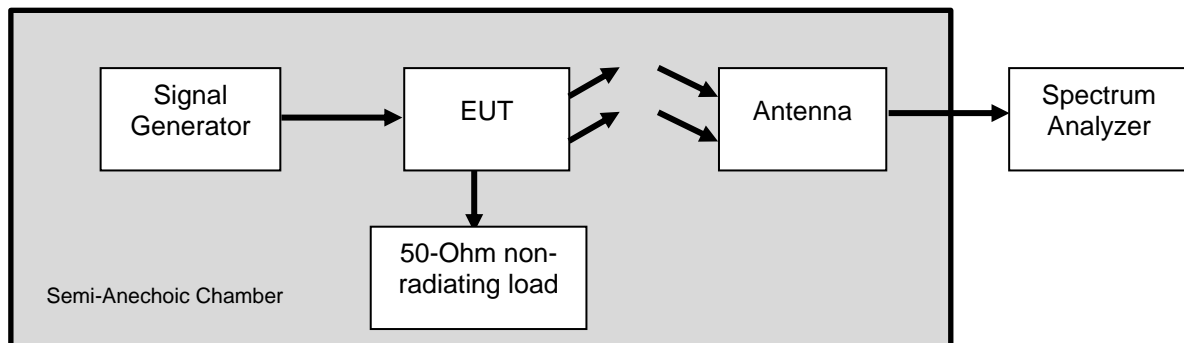 Signal
Generator
EUT
Antenna
Spectrum
Analyzer
50-Ohm non-
radiating load
Semi-Anechoic Chamber